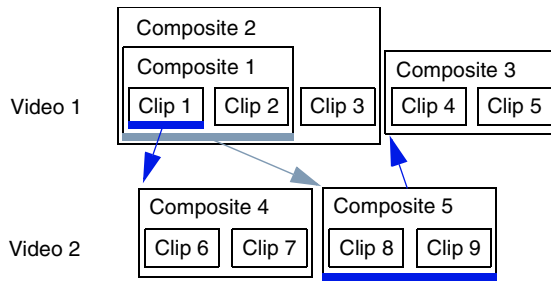 Composite 2
Composite 1
Composite 3
Video 1
Clip 1
Clip 2
Clip 3
Clip 4
Clip 5
Composite 4
Composite 5
Video 2
Clip 6
Clip 7
Clip 8
Clip 9